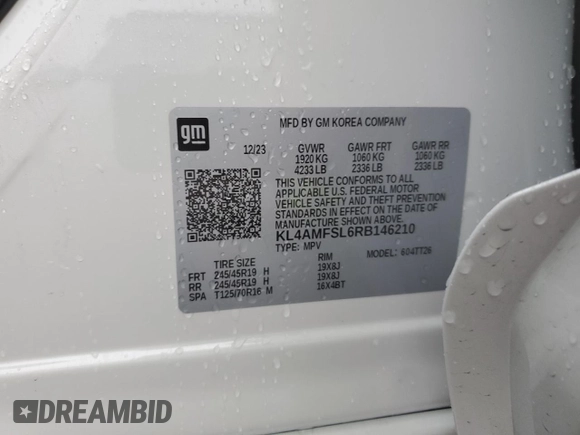 gm
MFD BY GM KOREA COMPANY
12/23 GVWR GAWR FRT GAWR RR
1920 KG 1060 KG 1060 KG
4233 LB 2336 LB 2336 LB
THIS VEHICLE CONFORMS TO ALL
APPLICABLE U.S. FEDERAL MOTOR
VEHICLE SAFETY AND THEFT PREVENTION
STANDARDS IN EFFECT ON THE DATE OF
MANUFACTURE SHOWN ABOVE.
KL4AMFSL6RB146210
TYPE: MPV MODEL: 604TT26
TIRE SIZE RIM
FRT 245/45R19 H 19X8J
RR 245/45R19 H 19X8J
SPA T125/70R16 M 16X4BT
DREAMBID